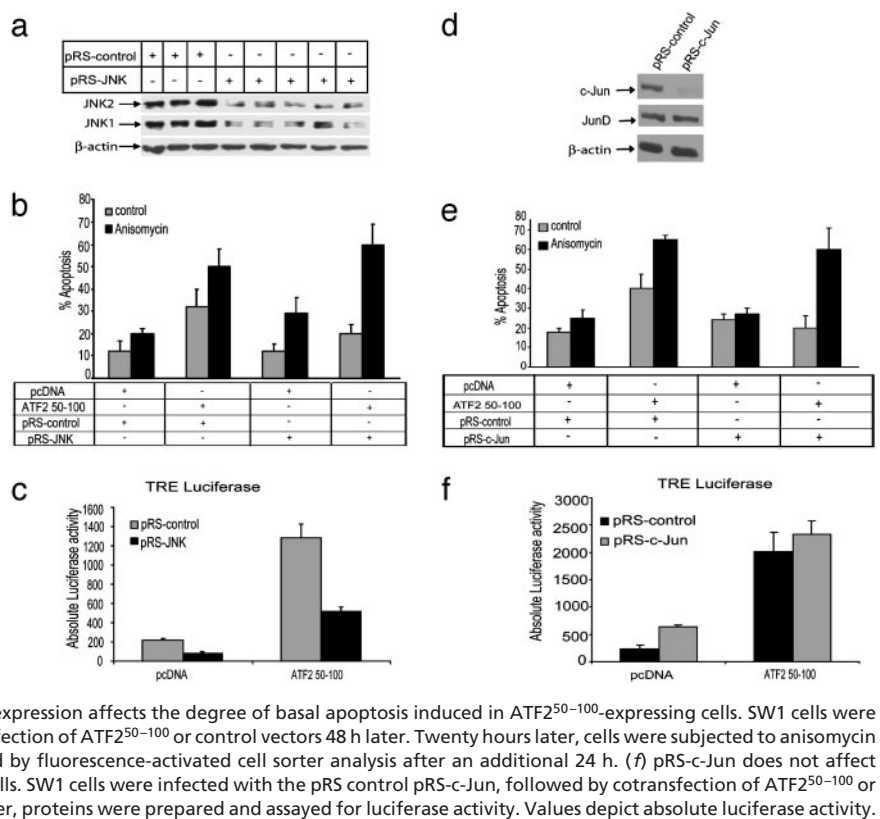 a
pRS-control + + + - - - - -
pRS-JNK - - - + + + + +
JNK2
JNK1
β-actin
b
control
Anisomycin
% Apoptosis
80
70
60
50
40
30
20
10
0
pcDNA + - + -
ATF2 50-100 - + - +
pRS-control + + - -
pRS-JNK - - + +
c
TRE Luciferase
pRS-control
pRS-JNK
Absolute Luciferase activity
1600
1400
1200
1000
800
600
400
200
0
pcDNA
ATF2 50-100
d
pRS-control
pRS-c-Jun
c-Jun
JunD
β-actin
e
control
Anisomycin
% Apoptosis
80
70
60
50
40
30
20
10
0
pcDNA + - + -
ATF2 50-100 - + - +
pRS-control + + - -
pRS-c-Jun - - + +
f
TRE Luciferase
pRS-control
pRS-c-Jun
Absolute Luciferase activity
3000
2500
2000
1500
1000
500
0
pcDNA
ATF2 50-100
expression affects the degree of basal apoptosis induced in ATF2⁵⁰⁻¹⁰⁰-expressing cells. SW1 cells were
fection of ATF2⁵⁰⁻¹⁰⁰ or control vectors 48 h later. Twenty hours later, cells were subjected to anisomycin
d by fluorescence-activated cell sorter analysis after an additional 24 h. (f) pRS-c-Jun does not affect
lls. SW1 cells were infected with the pRS control pRS-c-Jun, followed by cotransfection of ATF2⁵⁰⁻¹⁰⁰ or
er, proteins were prepared and assayed for luciferase activity. Values depict absolute luciferase activity.